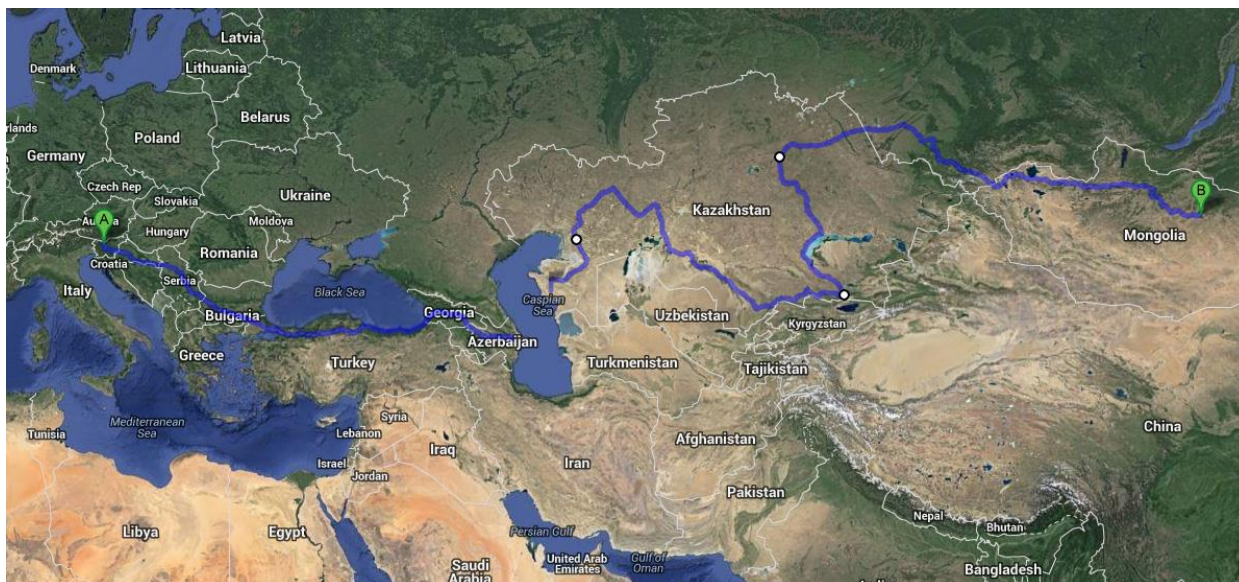 Latvia
Denmark
Lithuania
Belarus
erlands
Poland
Germany
Czech Rep
Ukraine
Slovakia
A
Austria
Moldova
Hungary
Kazakhstan
B
Mongolia
Romania
Croatia
Serbia
Italy
Black Sea
Caspian
Sea
Georgia
Bulgaria
Uzbekistan
Kyrgyzstan
Azerbaijan
Greece
Turkey
Turkmenistan
Tajikistan
Mediterranean
Sea
Syria
Tunisia
Lebanon
Iraq
Afghanistan
China
Israel
Iran
Jordan
Pakistan
Libya
Egypt
Persian Gulf
Nepal
Bhutan
United Arab
Emirates
Gulf of
Oman
Saudi
Arabia
Bangladesh